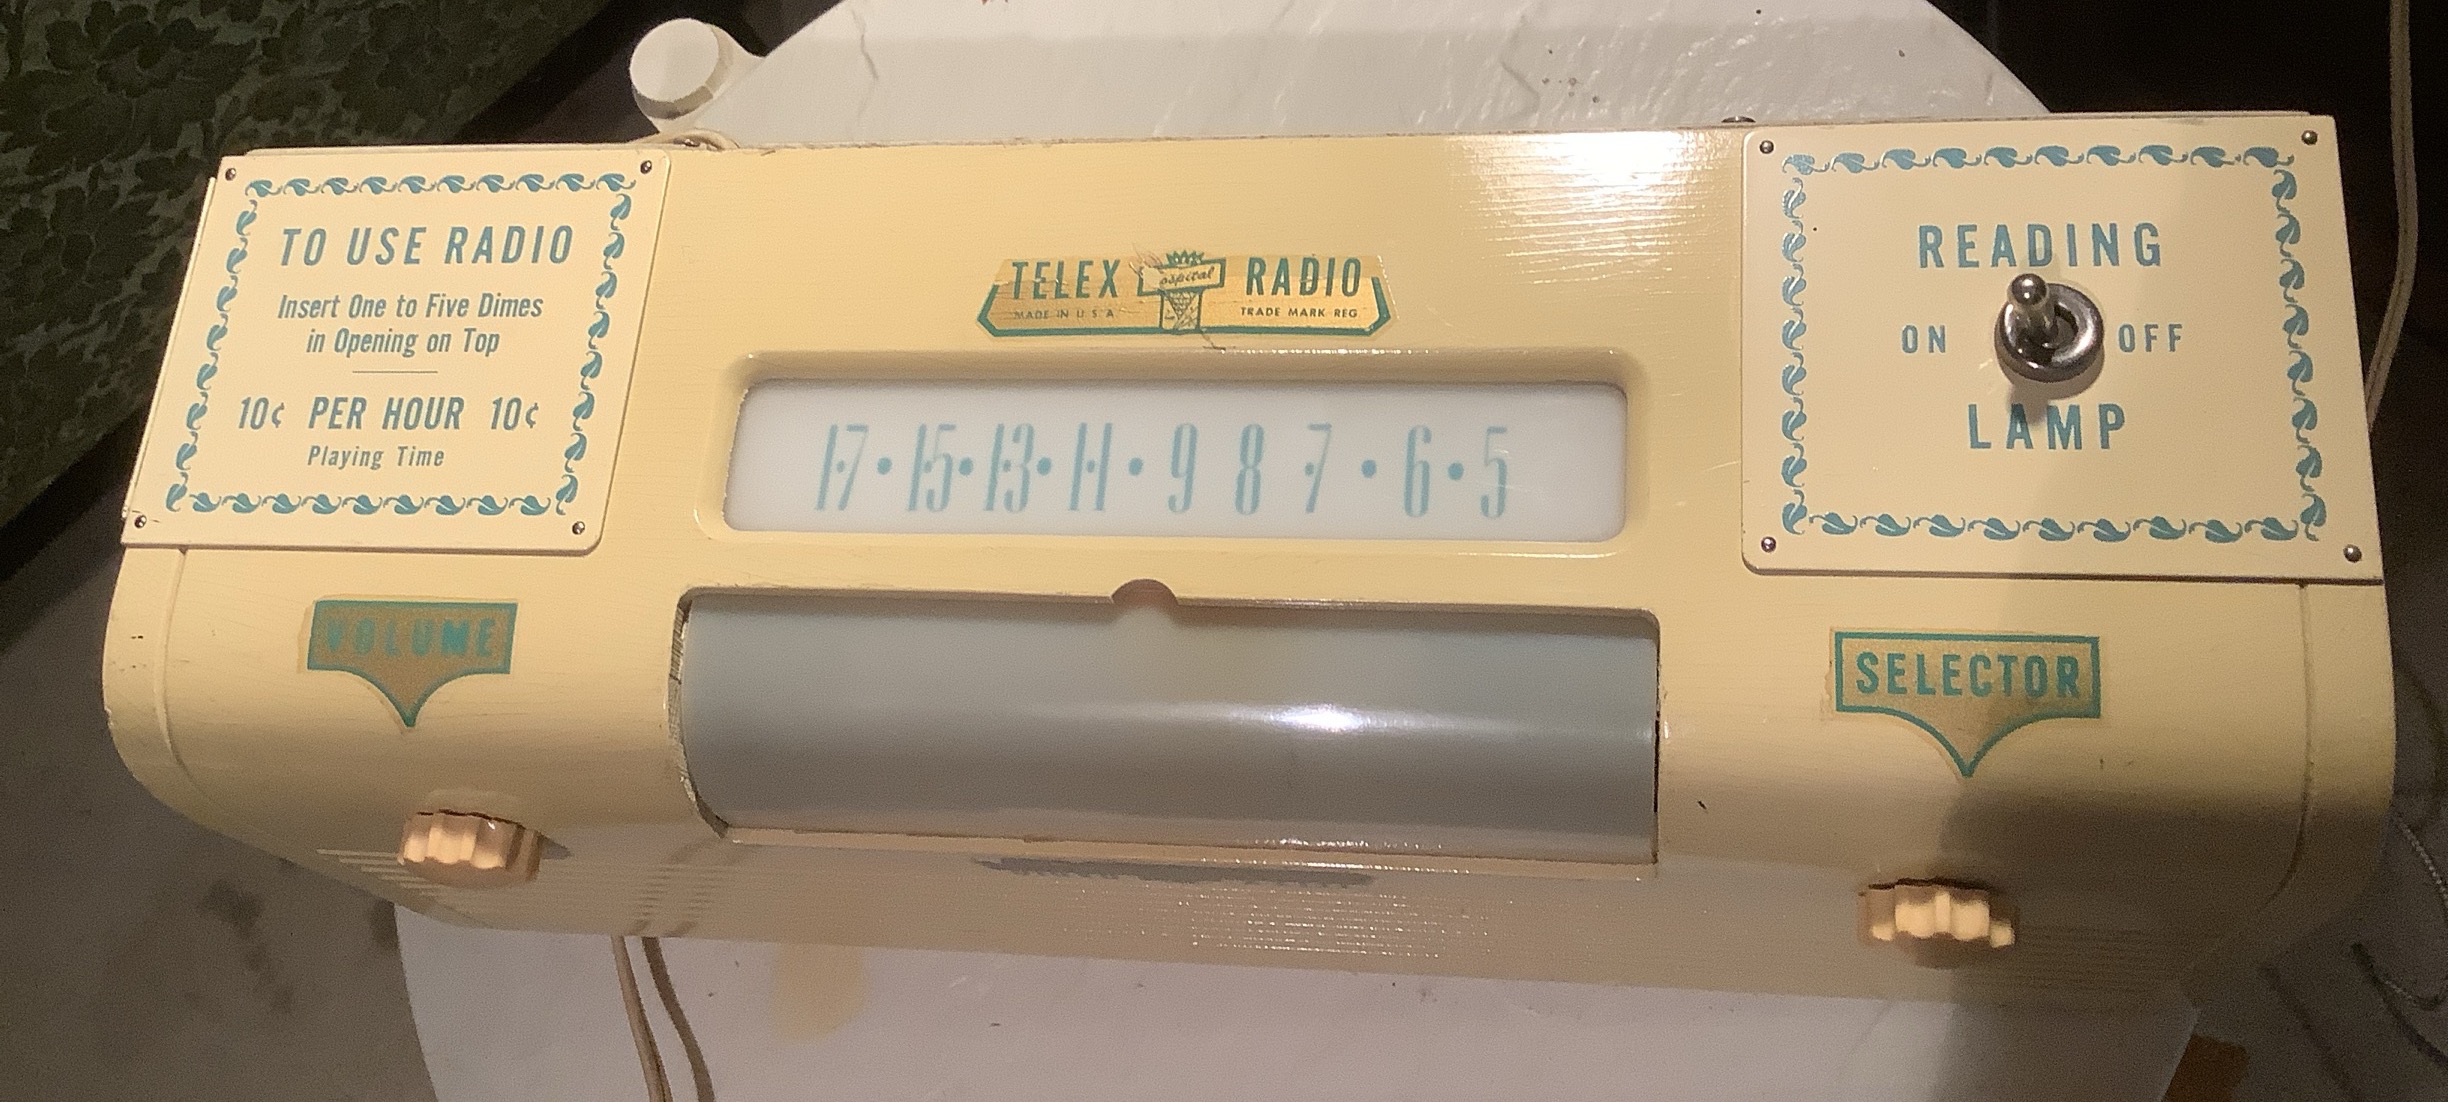 TO USE RADIO
Insert One to Five Dimes
in Opening on Top
10¢ PER HOUR 10¢
Playing Time
TELEX Hospital RADIO
MADE IN U S A TRADE MARK REG.
17 • 15 • 13 • 11 • 9 8 7 • 6 • 5
READING
ON OFF
LAMP
VOLUME
SELECTOR